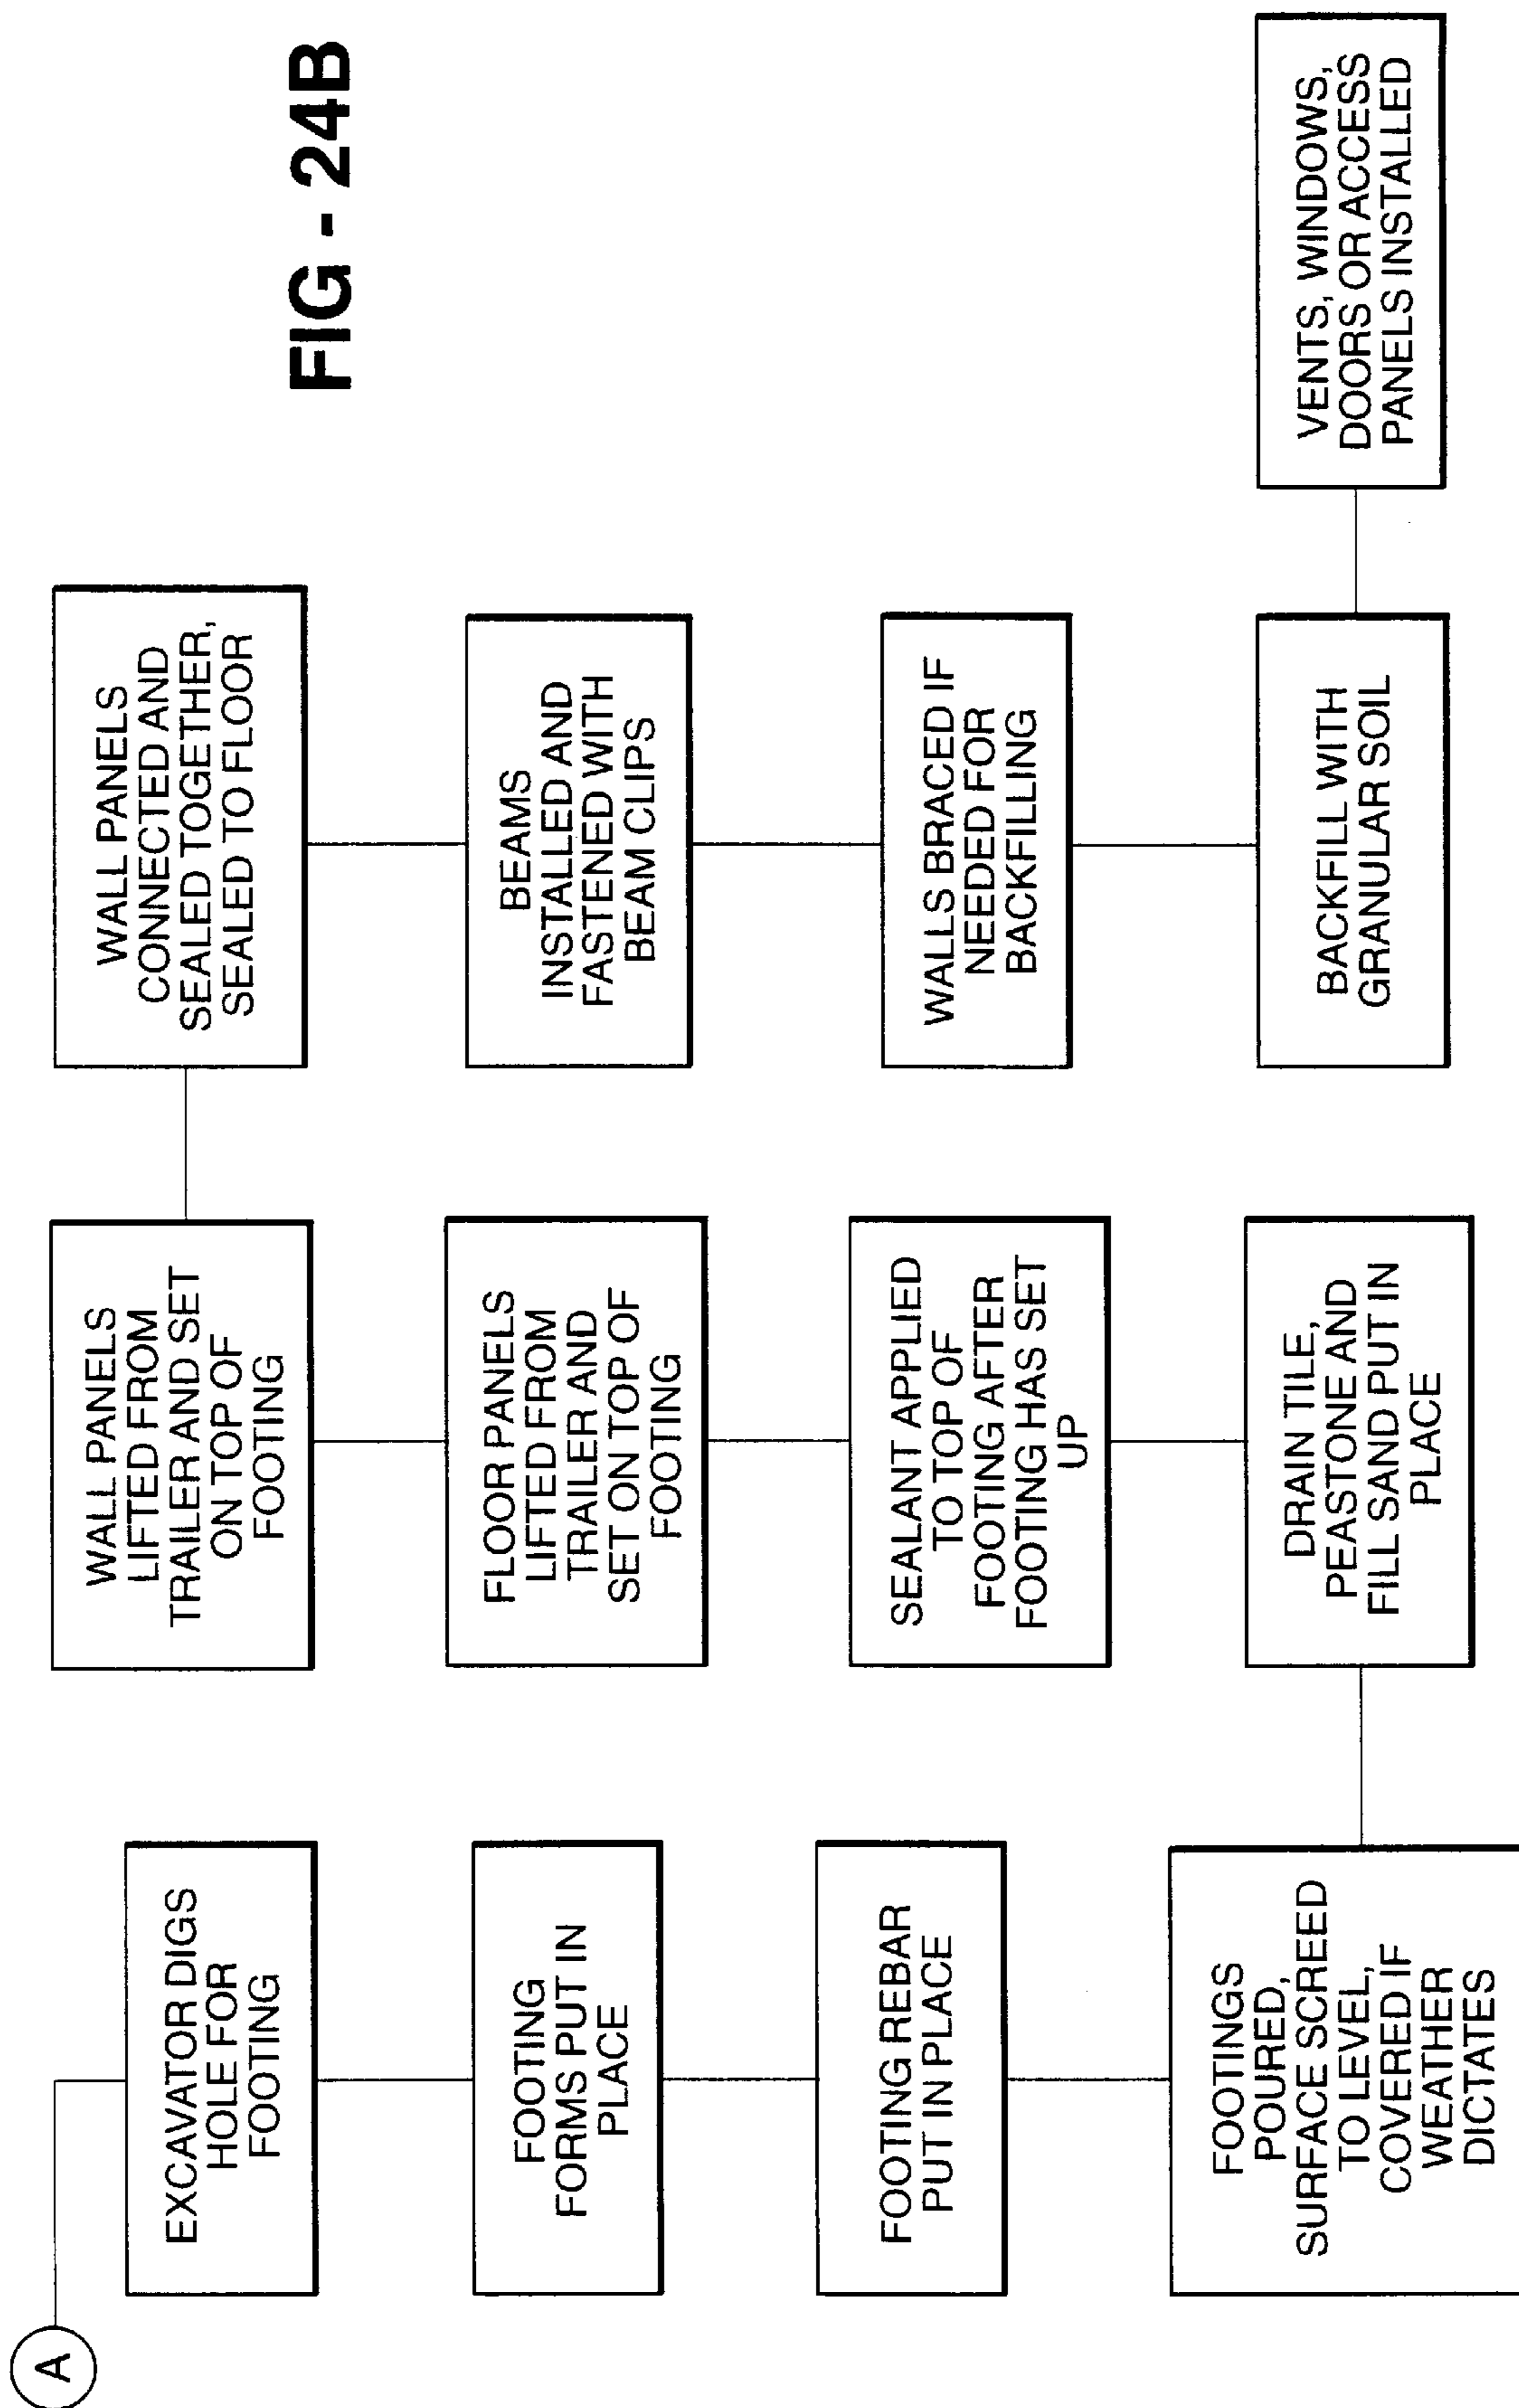 FIG - 24B
A
EXCAVATOR DIGS
HOLE FOR
FOOTING
FOOTING
FORMS PUT IN
PLACE
FOOTING REBAR
PUT IN PLACE
FOOTINGS
POURED,
SURFACE SCREED
TO LEVEL,
COVERED IF
WEATHER
DICTATES
DRAIN TILE,
PEASTONE AND
FILL SAND PUT IN
PLACE
SEALANT APPLIED
TO TOP OF
FOOTING AFTER
FOOTING HAS SET
UP
FLOOR PANELS
LIFTED FROM
TRAILER AND
SET ON TOP OF
FOOTING
WALL PANELS
LIFTED FROM
TRAILER AND SET
ON TOP OF
FOOTING
WALL PANELS
CONNECTED AND
SEALED TOGETHER,
SEALED TO FLOOR
BEAMS
INSTALLED AND
FASTENED WITH
BEAM CLIPS
WALLS BRACED IF
NEEDED FOR
BACKFILLING
BACKFILL WITH
GRANULAR SOIL
VENTS, WINDOWS,
DOORS OR ACCESS
PANELS INSTALLED